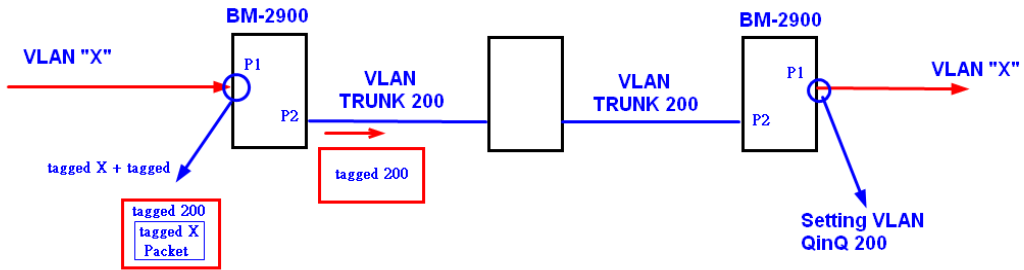 BM-2900
BM-2900
VLAN "X"
P1
P2
VLAN
TRUNK 200
VLAN
TRUNK 200
P1
P2
VLAN "X"
tagged X + tagged
tagged 200
tagged 200
tagged X
Packet
Setting VLAN
QinQ 200